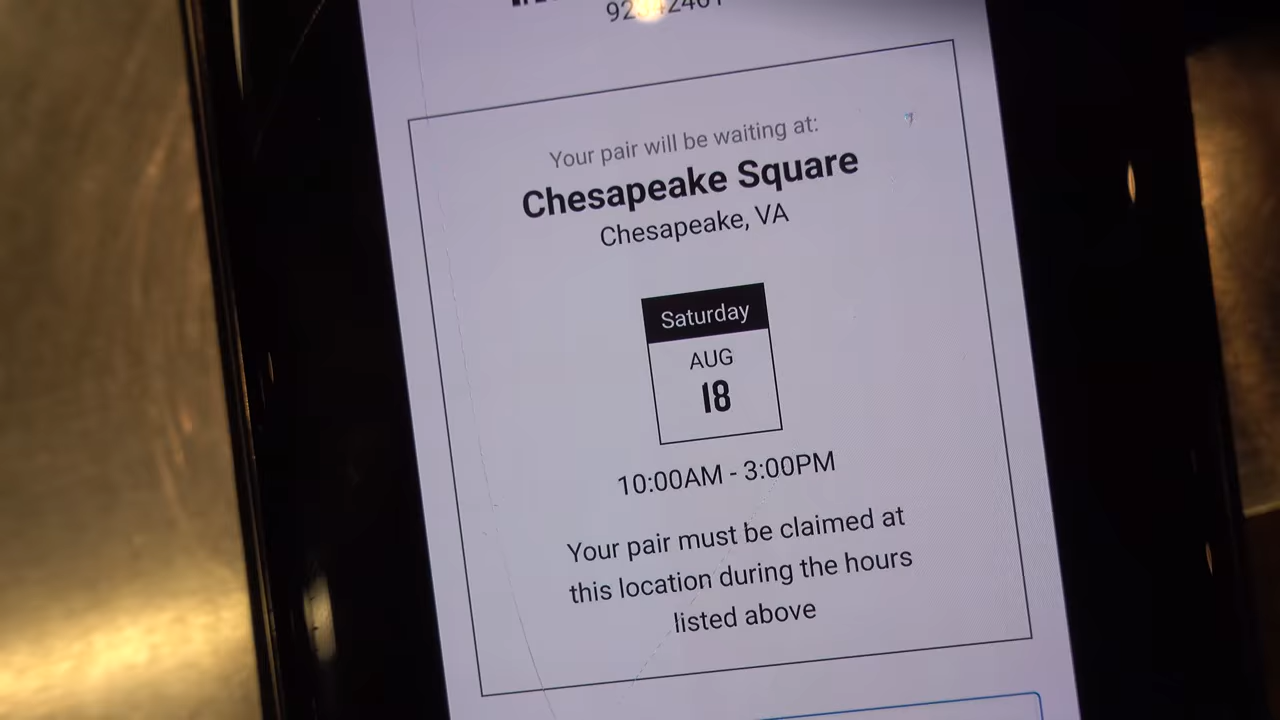 Your pair will be waiting at:
Chesapeake Square
Chesapeake, VA
Saturday
AUG
18
10:00AM - 3:00PM
Your pair must be claimed at
this location during the hours
listed above